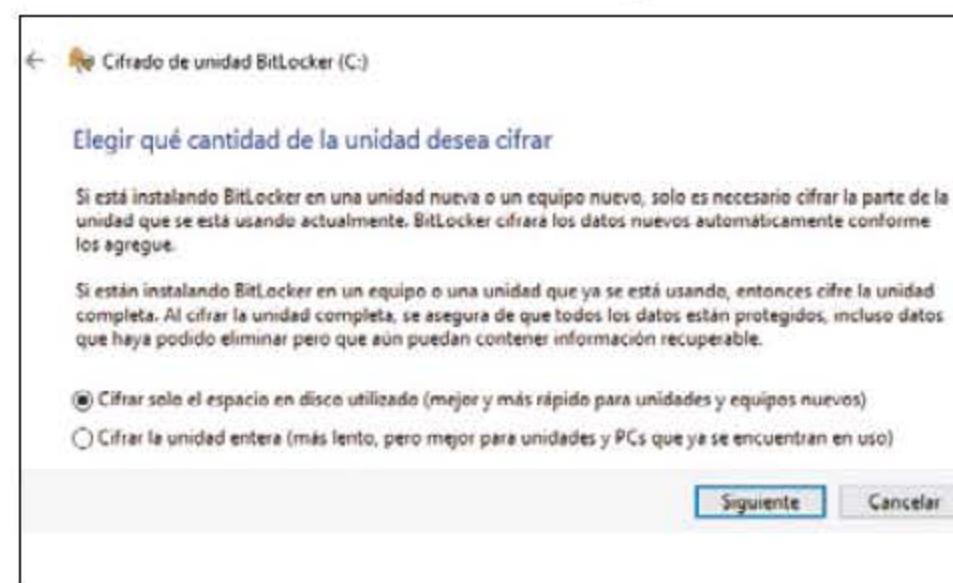 Cifrado de unidad BitLocker (C:)
Elegir qué cantidad de la unidad desea cifrar
Si está instalando BitLocker en una unidad nueva o un equipo nuevo, solo es necesario cifrar la parte de la
unidad que se está usando actualmente. BitLocker cifrará los datos nuevos automáticamente conforme
los agregue.
Si están instalando BitLocker en un equipo o una unidad que ya se está usando, entonces cifre la unidad
completa. Al cifrar la unidad completa, se asegura de que todos los datos están protegidos, incluso datos
que haya podido eliminar pero que aún puedan contener información recuperable.
Cifrar solo el espacio en disco utilizado (mejor y más rápido para unidades y equipos nuevos)
Cifrar la unidad entera (más lento, pero mejor para unidades y PCs que ya se encuentran en uso)
Siguiente Cancelar